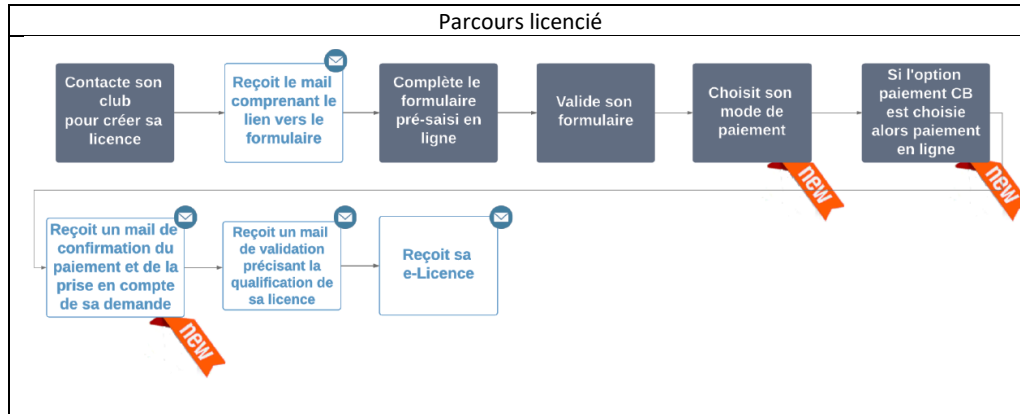 Parcours licencié
Contacte son
club
pour créer sa
licence
Reçoit le mail
comprenant le
lien vers le
formulaire
Complète le
formulaire
pré-saisi en
ligne
Valide son
formulaire
Choisit son
mode de
paiement
new
Si l'option
paiement CB
est choisie
alors paiement
en ligne
new
Reçoit un mail de
confirmation du
paiement et de la
prise en compte
de sa demande
new
Reçoit un mail
de validation
précisant la
qualification de
sa licence
Reçoit sa
e-Licence